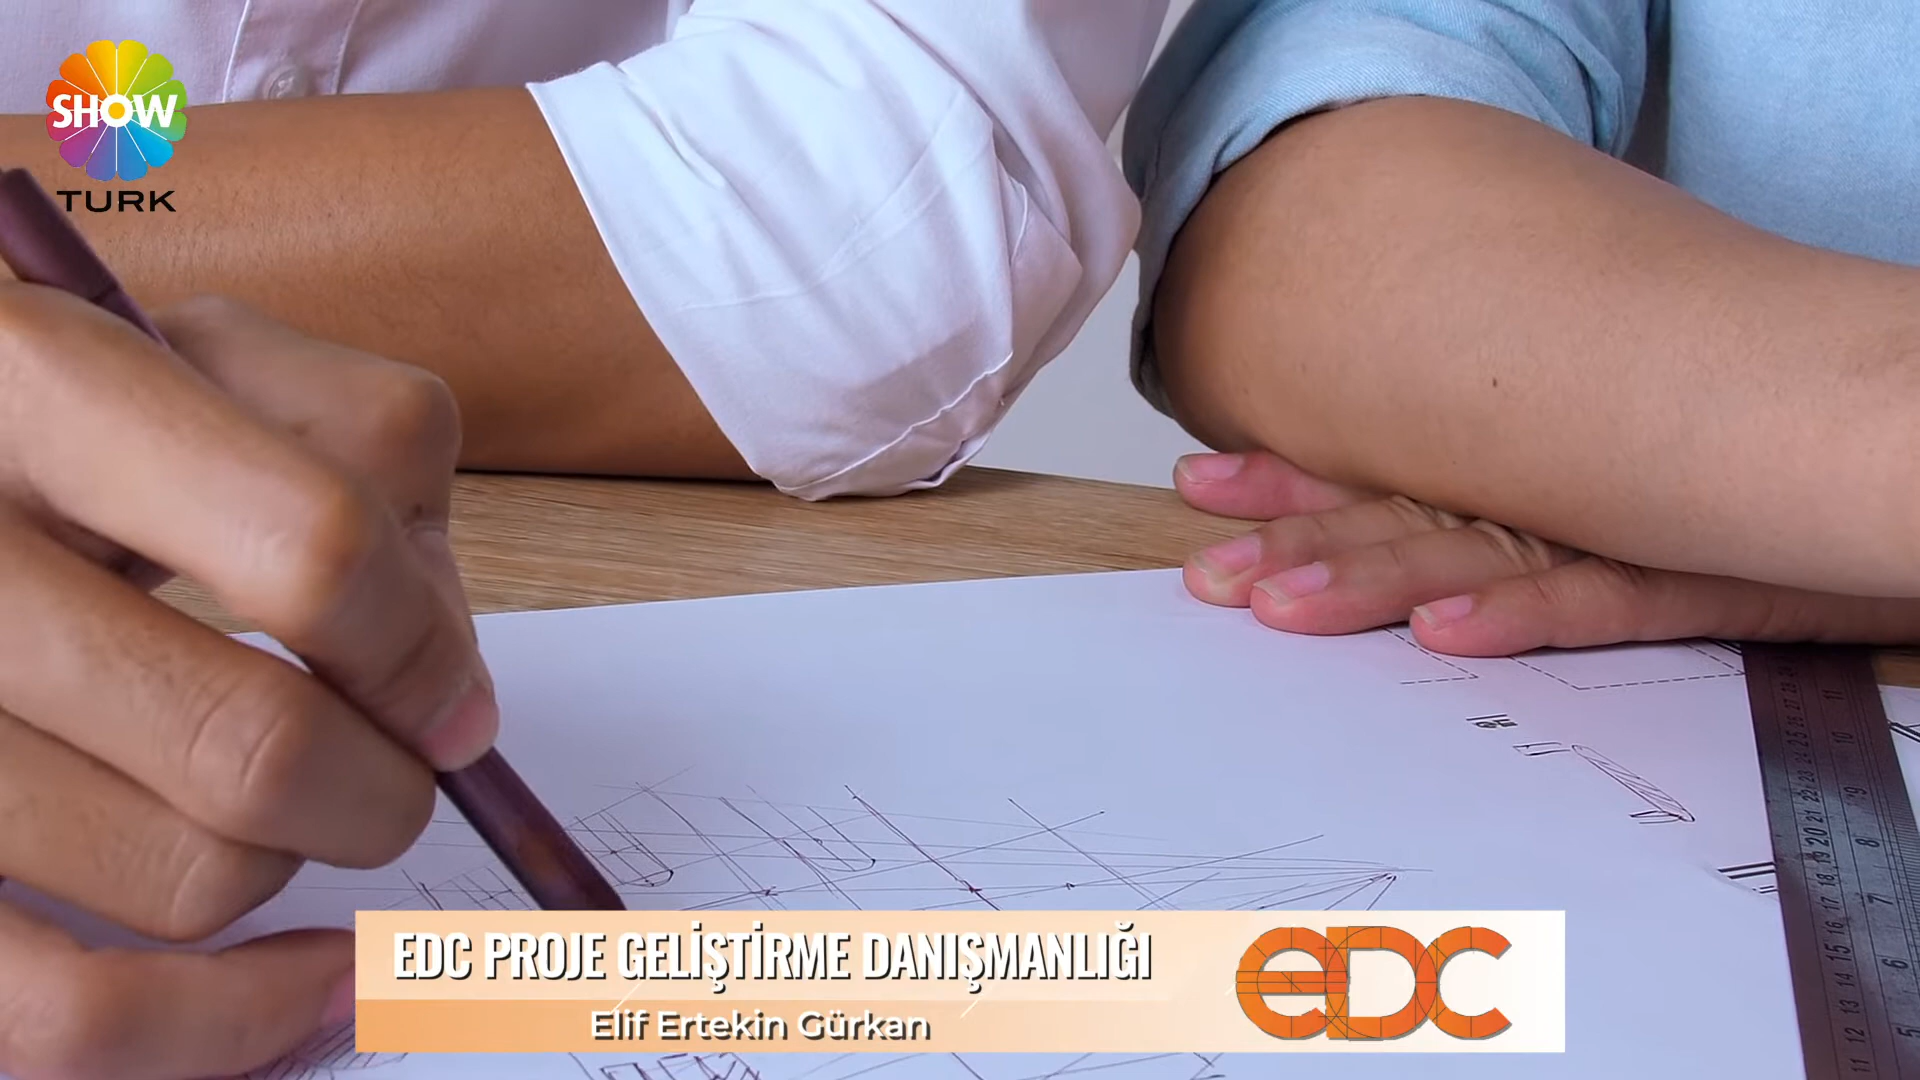 SHOW
TURK
EDC PROJE GELİŞTİRME DANIŞMANLIĞI
Elif Ertekin Gürkan
eDC